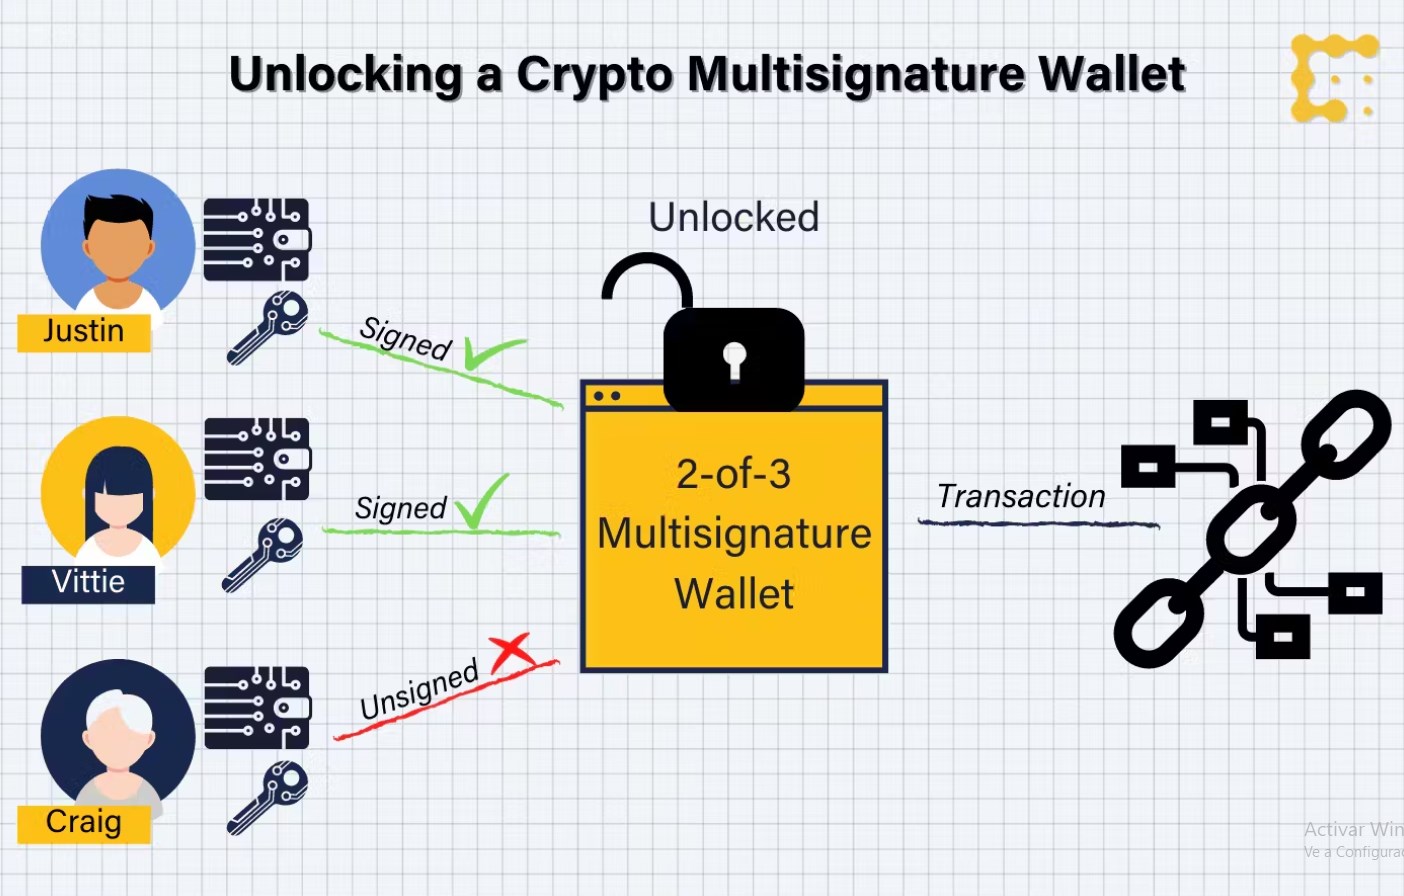 Unlocking a Crypto Multisignature Wallet
Unlocked
Justin
Signed
2-of-3
Multisignature
Wallet
Signed
Transaction
Vittie
Unsigned
Craig
Activar Win
Ve a Configurac